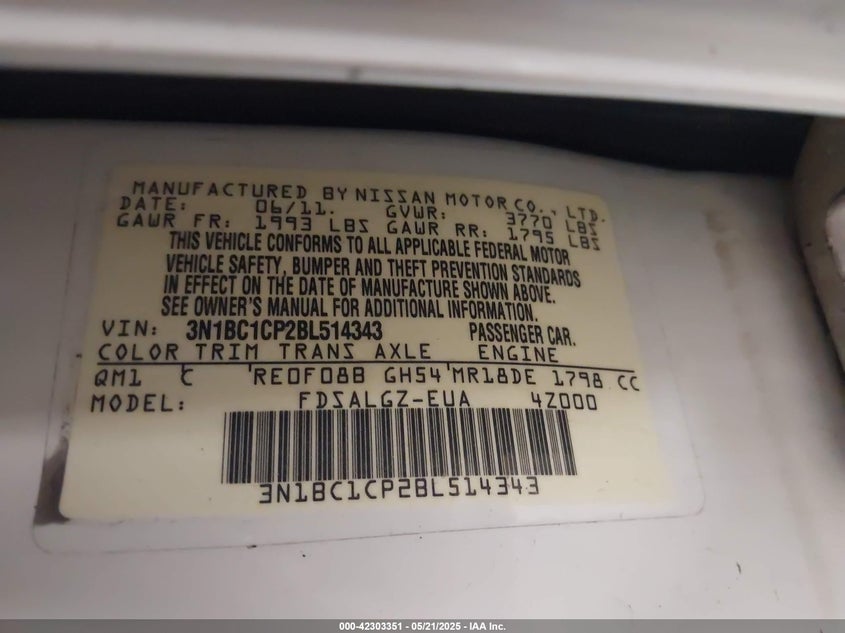 MANUFACTURED BY NISSAN MOTOR CO., LTD.
DATE: 06/11. GVWR: 3770 LBS
GAWR FR: 1993 LBS GAWR RR: 1795 LBS
THIS VEHICLE CONFORMS TO ALL APPLICABLE FEDERAL MOTOR
VEHICLE SAFETY, BUMPER AND THEFT PREVENTION STANDARDS
IN EFFECT ON THE DATE OF MANUFACTURE SHOWN ABOVE.
SEE OWNER'S MANUAL FOR ADDITIONAL INFORMATION.
VIN: 3N1BC1CP2BL514343 PASSENGER CAR.
COLOR TRIM TRANS AXLE ENGINE
QM1 C RE0F08B GH54 MR18DE 1798 CC
MODEL: FDSALGZ-EUA 4Z000
3N1BC1CP2BL514343
000-42303351 | 05/21/2025 - IAA Inc.